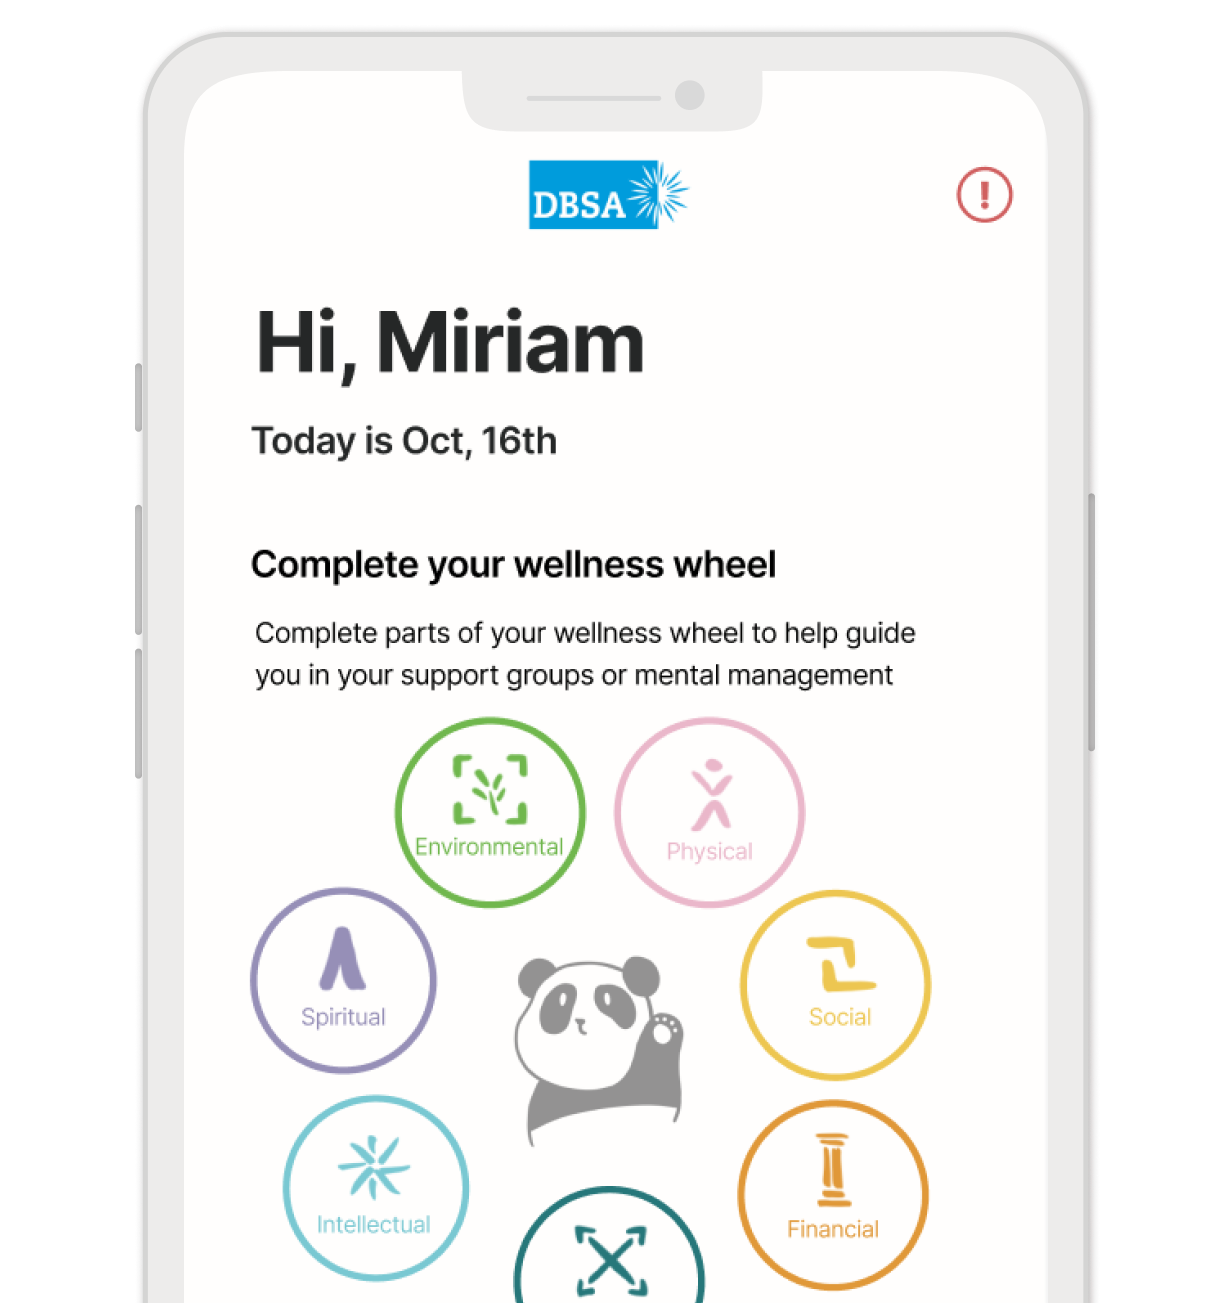 DBSA
!
Hi, Miriam
Today is Oct, 16th
Complete your wellness wheel
Complete parts of your wellness wheel to help guide
you in your support groups or mental management
Environmental
Physical
Spiritual
Social
Intellectual
Financial